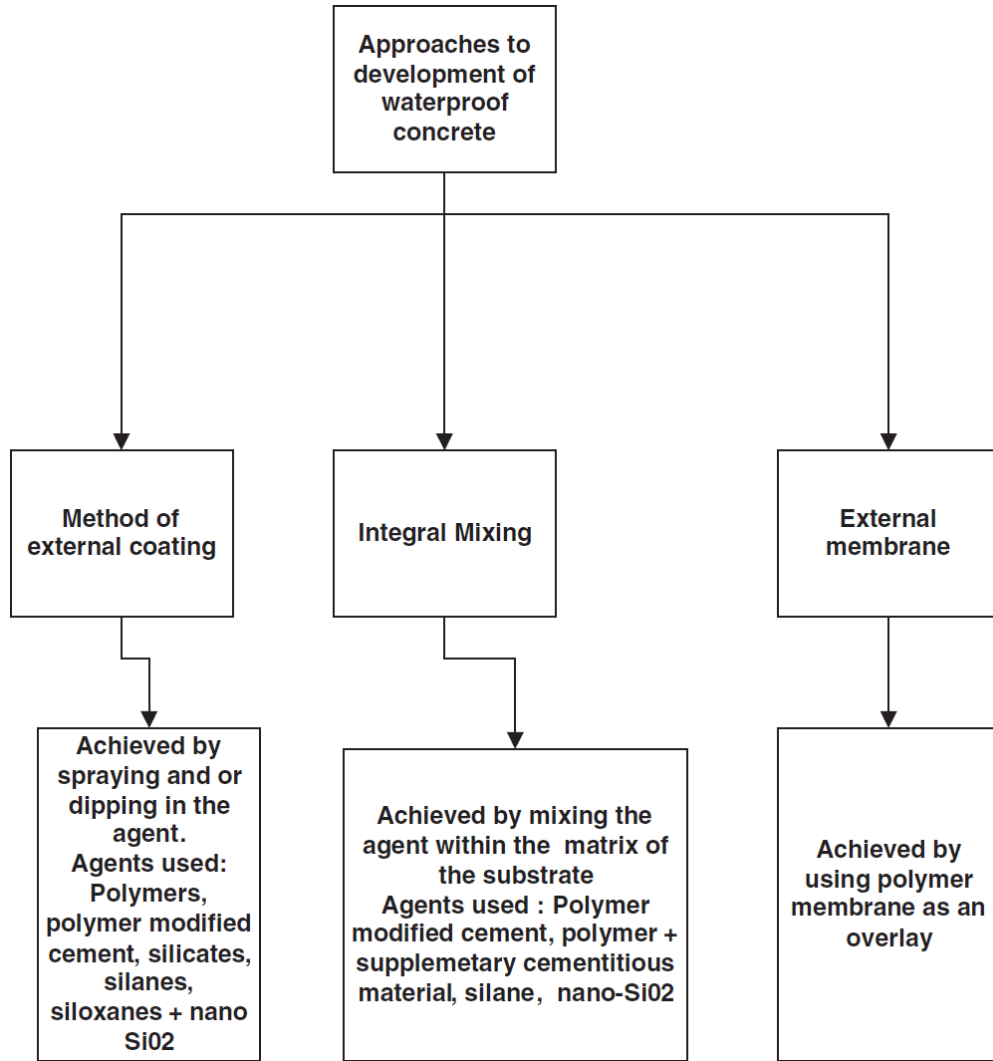 Approaches to
development of
waterproof
concrete
Method of
external coating
Integral Mixing
External
membrane
Achieved by
spraying and or
dipping in the
agent.
Agents used:
Polymers,
polymer modified
cement, silicates,
silanes,
siloxanes + nano
Si02
Achieved by mixing the
agent within the matrix of
the substrate
Agents used : Polymer
modified cement, polymer +
supplemetary cementitious
material, silane, nano-Si02
Achieved by
using polymer
membrane as an
overlay